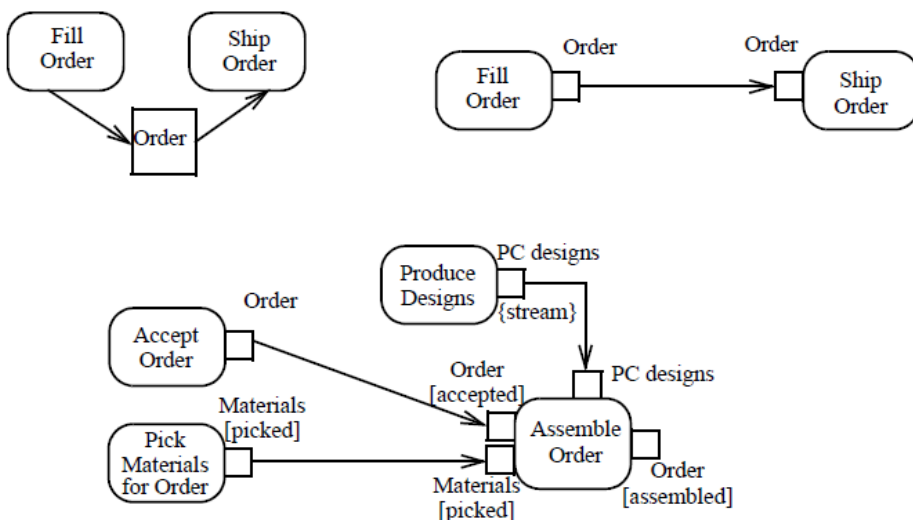 Fill
Order
Ship
Order
Order
Order
Order
Fill
Order
Ship
Order
PC designs
Produce
Designs
{stream}
Order
Accept
Order
Order
[accepted]
PC designs
Materials
[picked]
Pick
Materials
for Order
Assemble
Order
Materials
[picked]
Order
[assembled]